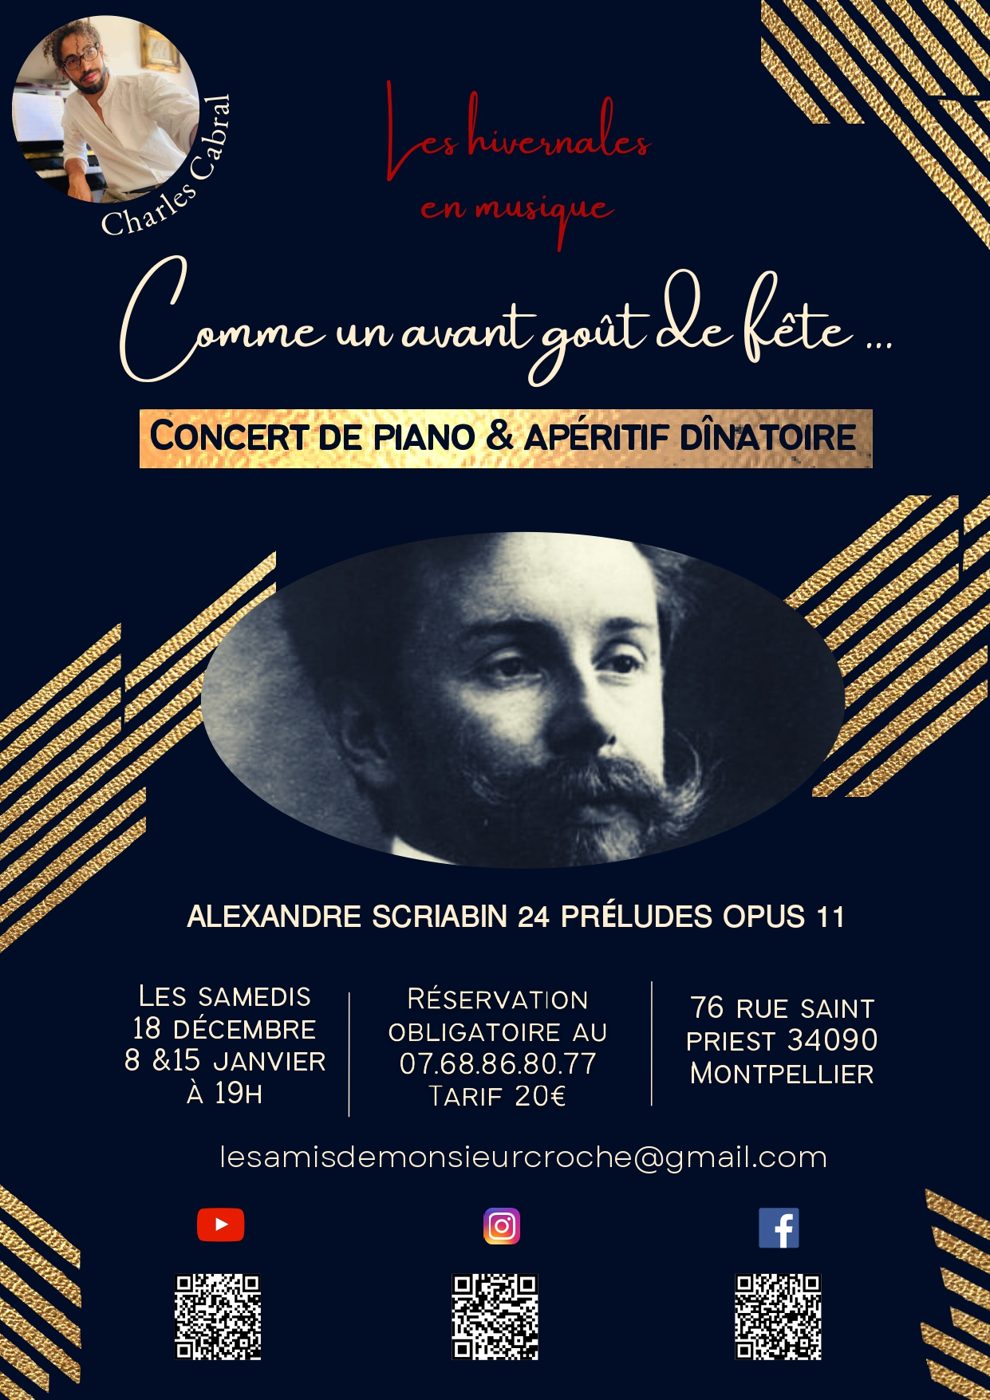 Charles Cabral
Les hivernales
en musique
Comme un avant goût de fête ...
CONCERT DE PIANO & APÉRITIF DÎNATOIRE
ALEXANDRE SCRIABIN 24 PRÉLUDES OPUS 11
LES SAMEDIS
18 DÉCEMBRE
8 &15 JANVIER
À 19H
RÉSERVATION
OBLIGATOIRE AU
07.68.86.80.77
TARIF 20€
76 RUE SAINT
PRIEST 34090
MONTPELLIER
lesamisdemonsieurcroche@gmail.com